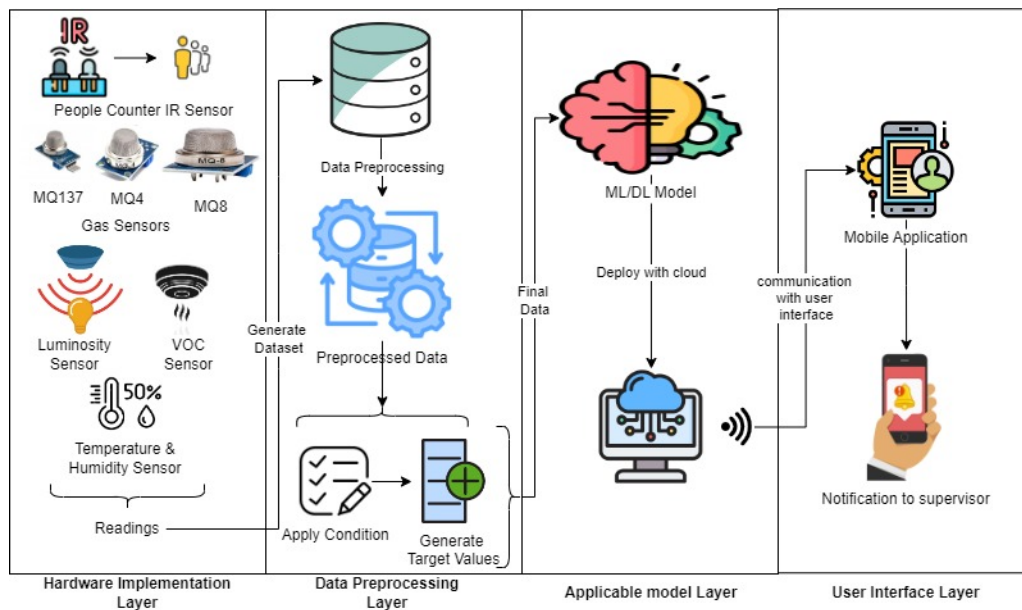 IR
People Counter IR Sensor
MQ-8
MQ137
MQ4
MQ8
Gas Sensors
Luminosity
Sensor
VOC
Sensor
50%
Temperature &
Humidity Sensor
Readings
Hardware Implementation
Layer
Generate
Dataset
Data Preprocessing
Preprocessed Data
Apply Condition
Generate
Target Values
Data Preprocessing
Layer
Final
Data
ML/DL Model
Deploy with cloud
Applicable model Layer
communication
with user
interface
Mobile Application
Notification to supervisor
User Interface Layer